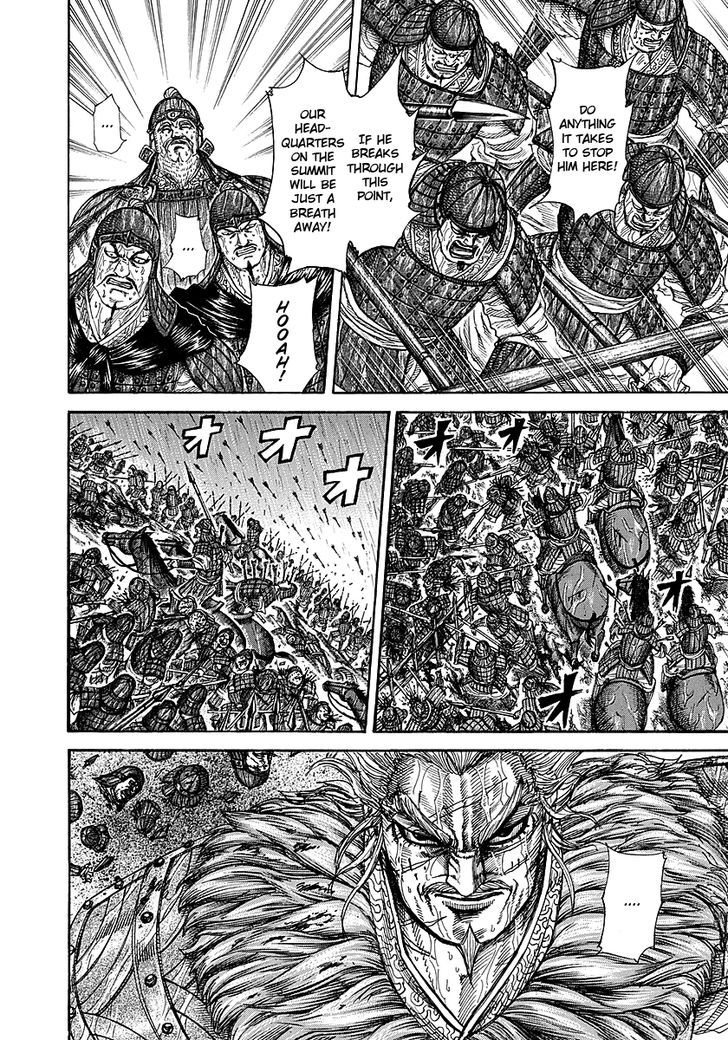 DO
ANYTHING
IT TAKES
TO STOP
HIM HERE!
IF HE
BREAKS
THROUGH
THIS
POINT,
OUR
HEAD-
QUARTERS
ON THE
SUMMIT
WILL BE
JUST A
BREATH
AWAY!
...
...
HOOAH!
オ
オ
オ
オ
オ
オ
オ
....